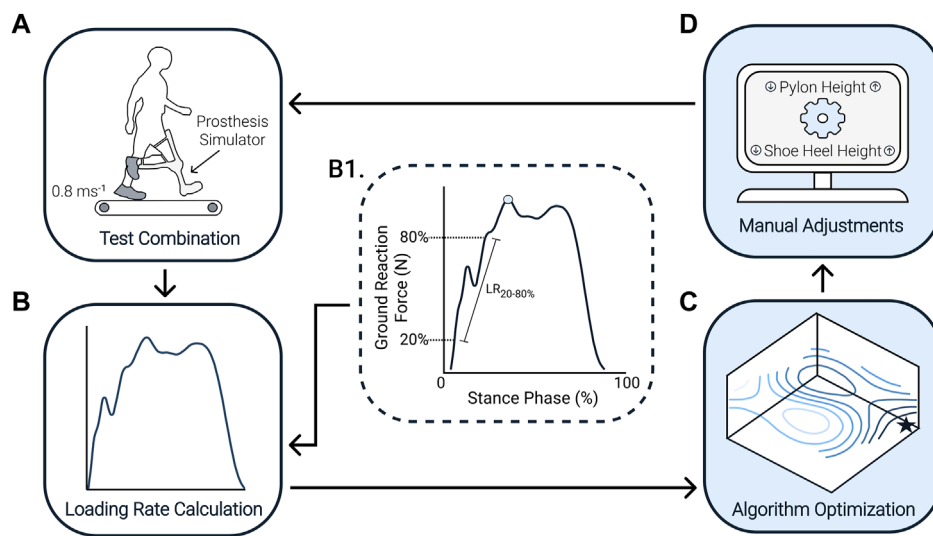 A
Prosthesis
Simulator
0.8 ms⁻¹
Test Combination
B
Loading Rate Calculation
B1.
Ground Reaction
Force (N)
80%
20%
LR20-80%
0
100
Stance Phase (%)
C
Algorithm Optimization
D
Pylon Height
Shoe Heel Height
Manual Adjustments